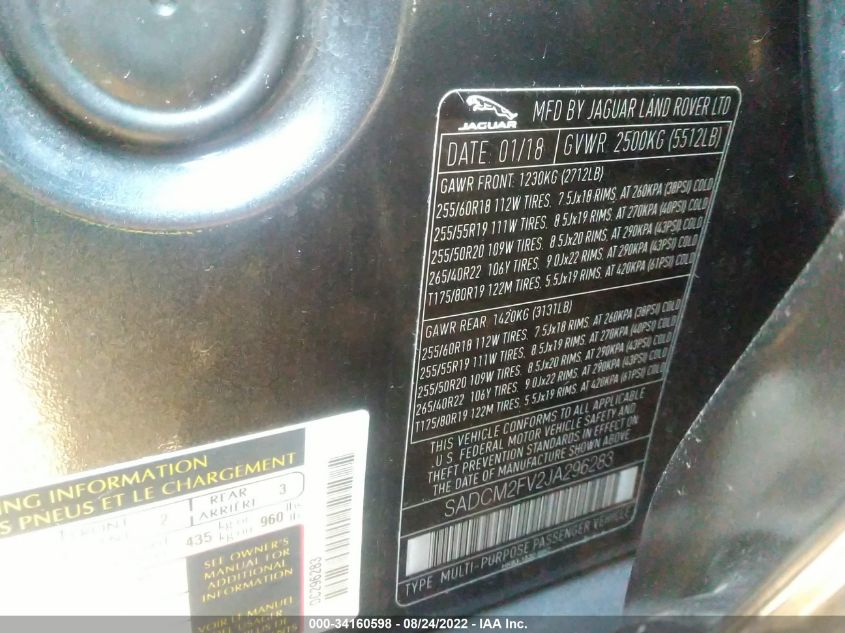 JAGUAR
MFD BY JAGUAR LAND ROVER LTD
DATE: 01/18 GVWR 2500KG (5512LB)
GAWR FRONT: 1230KG (2712LB)
255/60R18 112W TIRES. 7.5Jx18 RIMS, AT 260KPA (38PSI) COLD
255/55R19 111W TIRES. 8.5Jx19 RIMS, AT 270KPA (40PSI) COLD
255/50R20 109W TIRES. 8.5Jx20 RIMS, AT 290KPA (43PSI) COLD
265/40R22 106Y TIRES. 9.0Jx22 RIMS, AT 290KPA (43PSI) COLD
T175/80R19 122M TIRES. 5.5Jx19 RIMS, AT 420KPA (61PSI) COLD
GAWR REAR: 1420KG (3131LB)
255/60R18 112W TIRES. 7.5Jx18 RIMS, AT 260KPA (38PSI) COLD
255/55R19 111W TIRES. 8.5Jx19 RIMS, AT 270KPA (40PSI) COLD
255/50R20 109W TIRES. 8.5Jx20 RIMS, AT 290KPA (43PSI) COLD
265/40R22 106Y TIRES. 9.0Jx22 RIMS, AT 290KPA (43PSI) COLD
T175/80R19 122M TIRES. 5.5Jx19 RIMS, AT 420KPA (61PSI) COLD
THIS VEHICLE CONFORMS TO ALL APPLICABLE
U.S FEDERAL MOTOR VEHICLE SAFETY AND
THEFT PREVENTION STANDARDS IN EFFECT ON
THE DATE OF MANUFACTURE SHOWN ABOVE
SADCM2FV2JA296283
TYPE MULTI-PURPOSE PASSENGER VEHICLE
ING INFORMATION
S PNEUS ET LE CHARGEMENT
2 REAR 3
ARRIÈRE
435 kg or 960 lb
SEE OWNER'S
MANUAL FOR
ADDITIONAL
INFORMATION
VOIR LE MANUEL
DC296283
000-34160598 - 08/24/2022 - IAA Inc.